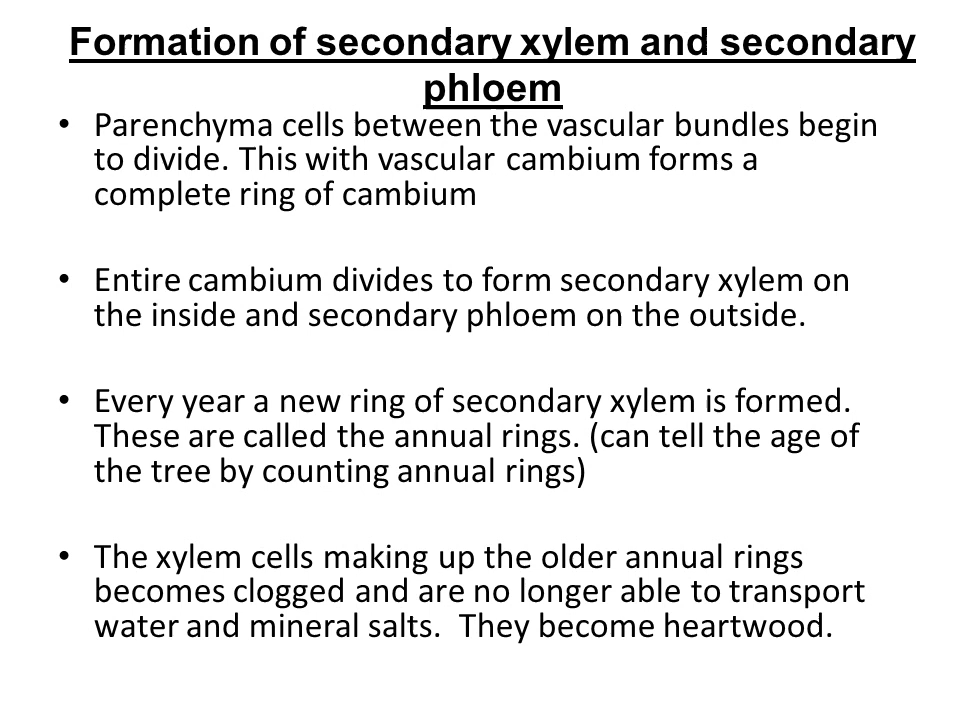 Formation of secondary xylem and secondary
phloem
• Parenchyma cells between the vascular bundles begin
to divide. This with vascular cambium forms a
complete ring of cambium
• Entire cambium divides to form secondary xylem on
the inside and secondary phloem on the outside.
• Every year a new ring of secondary xylem is formed.
These are called the annual rings. (can tell the age of
the tree by counting annual rings)
• The xylem cells making up the older annual rings
becomes clogged and are no longer able to transport
water and mineral salts.  They become heartwood.